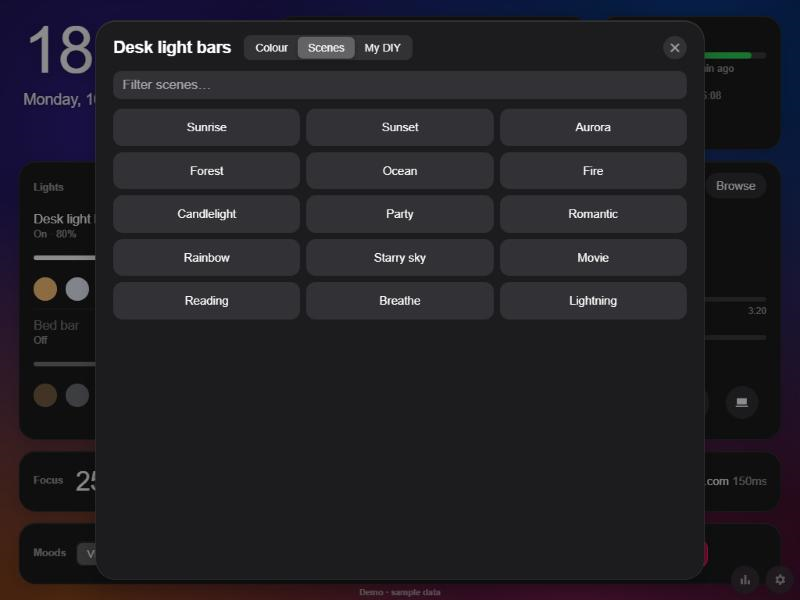 18
Monday, 1
Desk light bars
Colour
Scenes
My DIY
Filter scenes...
in ago
:08
Sunrise
Sunset
Aurora
Forest
Ocean
Fire
Candlelight
Party
Romantic
Rainbow
Starry sky
Movie
Reading
Breathe
Lightning
Lights
Desk light
On · 80%
Bed bar
Off
Browse
3:20
Focus
25
.com 150ms
Moods
V
Demo - sample data